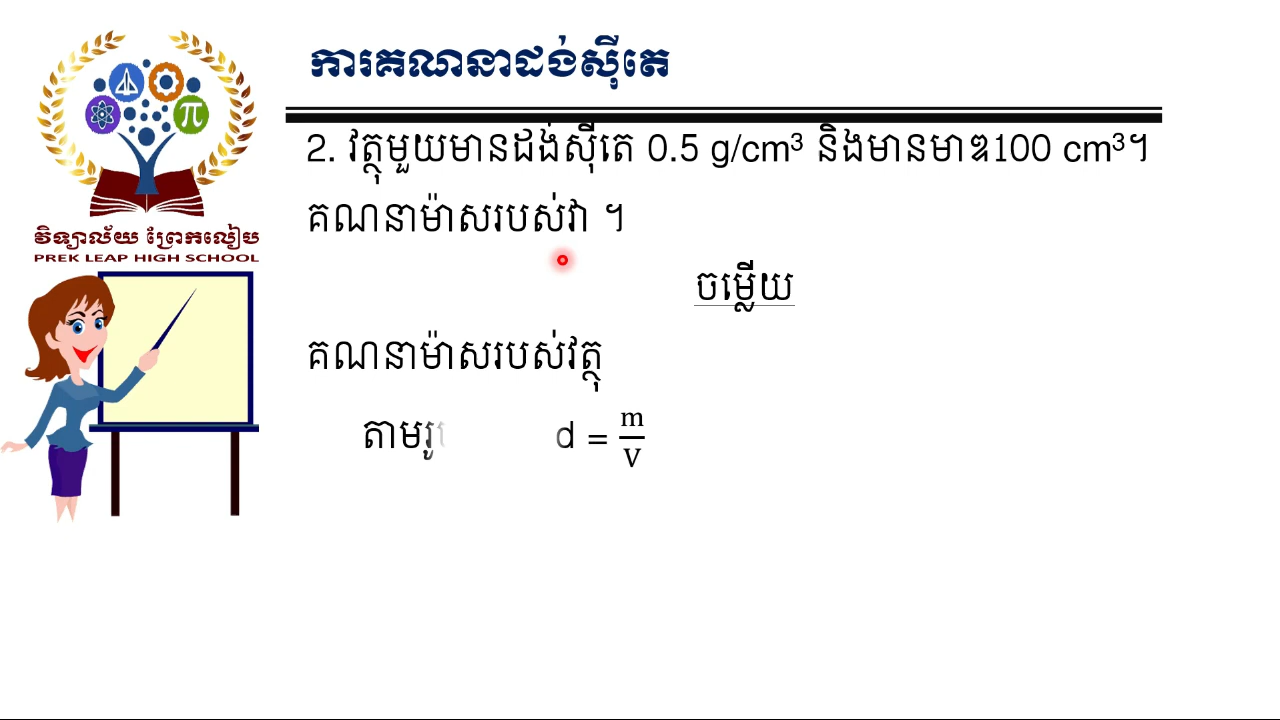 ការគណនាដង់ស៊ីតេ
2. វត្ថុមួយមានដង់ស៊ីតេ 0.5 g/cm³ និងមានមាឌ100 cm³។
គណនាម៉ាសរបស់វា ។
ចម្លើយ
គណនាម៉ាសរបស់វត្ថុ
តាមរូ d = m/V
វិទ្យាល័យ ព្រែកលៀប
PREK LEAP HIGH SCHOOL
π